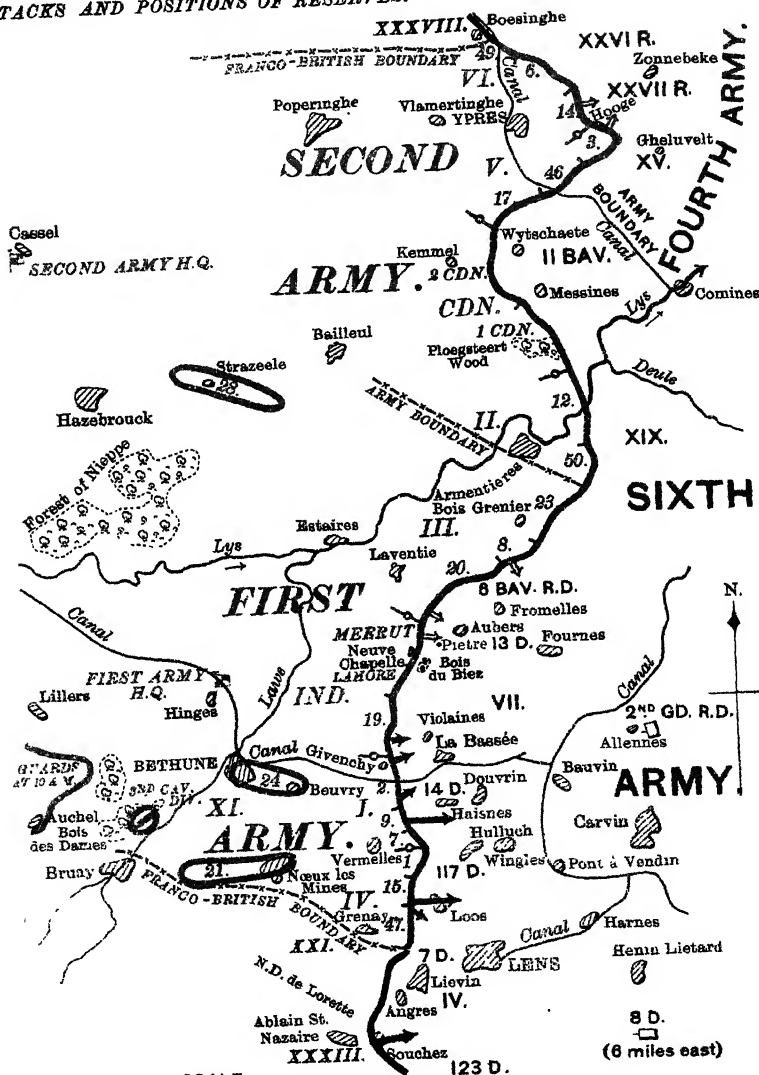 TACKS AND POSITIONS OF RESERVES.
XXXVIII.
Boesinghe
49.
FRANCO-BRITISH BOUNDARY
VI.
Canal
6.
XXVI R.
Zonnebeke
XXVII R.
Poperinghe
Vlamertinghe
YPRES
14.
Hooge
3.
Gheluvelt
XV.
SECOND
V.
46
17.
ARMY BOUNDARY
FOURTH ARMY.
Canal
Cassel
SECOND ARMY H.Q.
Wytschaete
Kemmel
2 CDN.
11 BAV.
ARMY.
CDN.
Messines
Lys
Comines
1 CDN.
Ploegsteert
Wood
Bailleul
Strazeele
28.
Deule
Hazebrouck
ARMY BOUNDARY
12.
II.
XIX.
50.
SIXTH
Forest of Nieppe
Armentieres
Bois Grenier
23
III.
Estaires
Lys
Laventie
8.
20.
FIRST
6 BAV. R.D.
Fromelles
N.
Canal
MERRUT
Aubers
Pietre
13 D.
Fournes
Neuve
Chapelle
LAHORE
Bois
du Biez
Canal
FIRST ARMY
H.Q.
Lawe
IND.
Lillers
Hinges
VII.
2ND GD. R.D.
19.
Violaines
Allennes
La Bassée
Canal
Givenchy
GUARDS
AT 10 A.M.
BETHUNE
3RD CAV.
DIV.
24
Beuvry
2.
Bauvin
ARMY.
XI.
I.
14 D.
Douvrin
Haisnes
9.
Auchel
Bois
des Dames
ARMY.
7.
Hulluch
Carvin
Vermelles
1
Wingles
Pont à Vendin
Bruay
21.
Nœux les
Mines
117 D.
15.
FRANCO-BRITISH BOUNDARY
IV.
Grenay
47.
Loos
Canal
Harnes
XXI.
7 D.
LENS
Henin Lietard
N.D. de Lorette
Lievin
IV.
Angres
8 D.
(6 miles east)
Ablain St.
Nazaire
XXXIII.
Souchez
123 D.